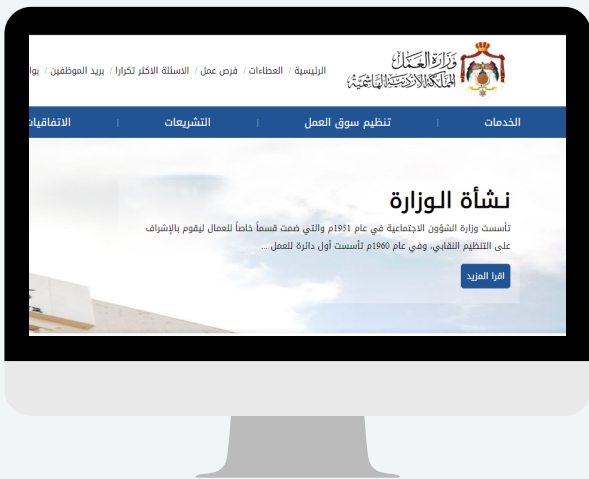 وزارة العمل
المملكة الأردنية الهاشمية
الرئيسية / العطاءات / فرص عمل / الاسئلة الاكثر تكرارا / بريد الموظفين /
الخدمات | تنظيم سوق العمل | التشريعات |
نشأة الوزارة
تأسست وزارة الشؤون الاجتماعية في عام 1951م والتي ضمت قسماً خاصاً للعمال ليقوم بالإشراف
على التنظيم النقابي، وفي عام 1960م تأسست أول دائرة للعمل ...
اقرا المزيد